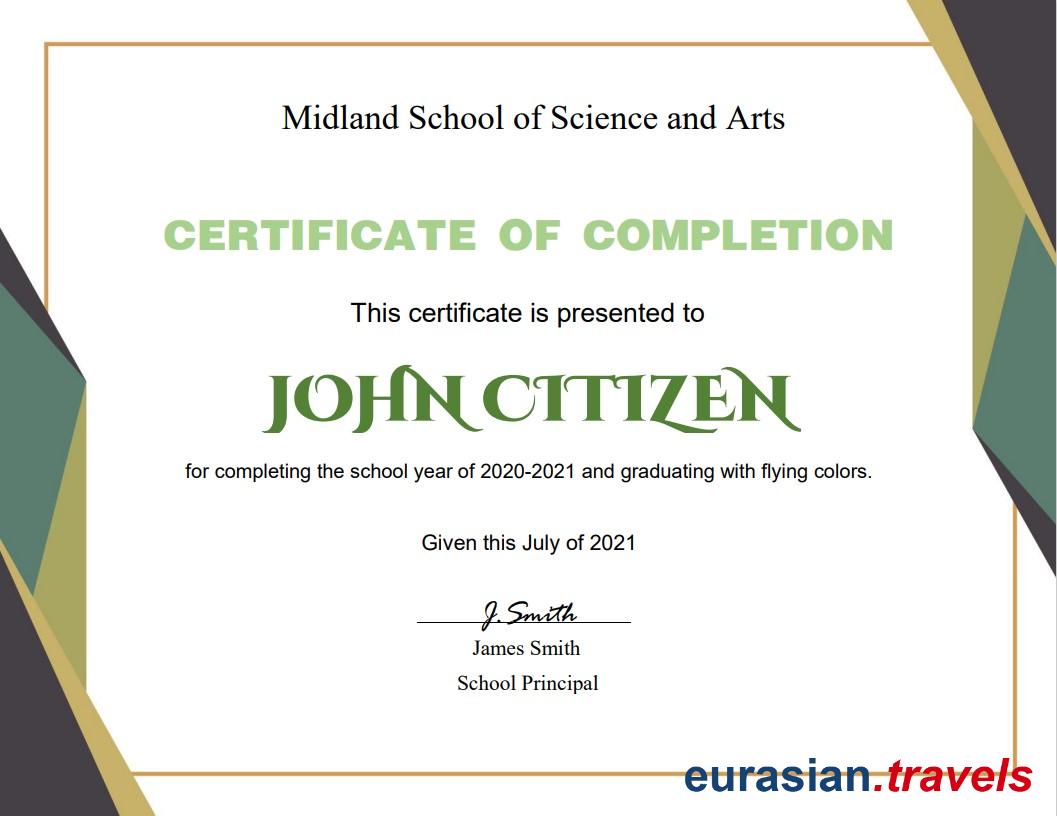 Midland School of Science and Arts
CERTIFICATE OF COMPLETION
This certificate is presented to
JOHN CITIZEN
for completing the school year of 2020-2021 and graduating with flying colors.
Given this July of 2021
J. Smith
James Smith
School Principal
eurasian.travels